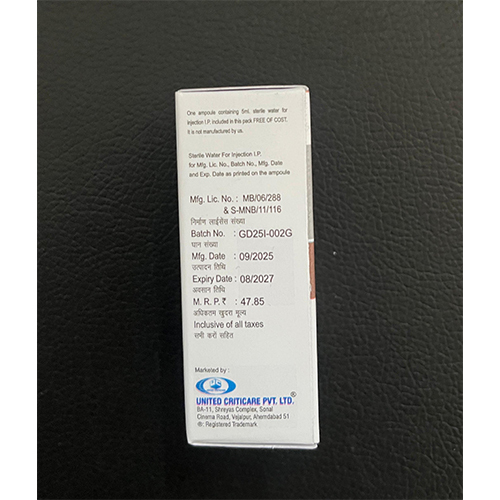 One ampoule containing 5ml. sterile water for
Injection I.P. included in this pack FREE OF COST.
It is not manufactured by us.
Sterile Water For Injection I.P.
for Mfg. Lic. No., Batch No., Mfg. Date
and Exp. Date as printed on the ampoule
Mfg. Lic. No. : MB/06/288
& S-MNB/11/116
निर्माण लाईसेंस संख्या
Batch No. : GD25I-002G
घान संख्या
Mfg. Date : 09/2025
उत्पादन तिथि
Expiry Date : 08/2027
अवसान तिथि
M. R. P. ₹ : 47.85
अधिकतम खुदरा मूल्य
Inclusive of all taxes
सभी करों सहित
Marketed by :
UNITED CRITICARE PVT. LTD.®
BA-11, Shreyas Complex, Sonal
Cinema Road, Vejalpur, Ahemdabad 51
®: Registered Trademark